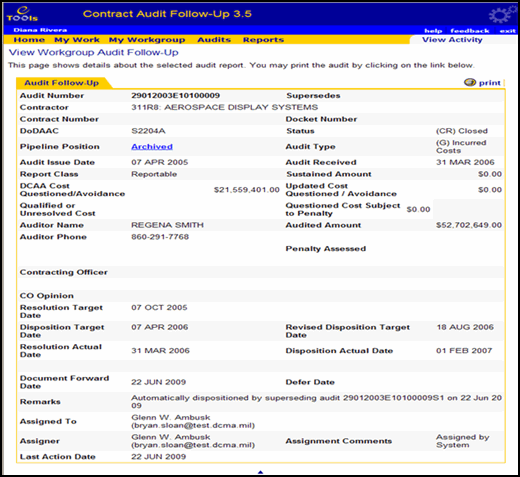 e
TOOls
Contract Audit Follow-Up 3.5
Diana Rivera
help feedback exit
Home My Work My Workgroup Audits Reports View Activity
View Workgroup Audit Follow-Up
This page shows details about the selected audit report. You may print the audit by clicking on the link below.
Audit Follow-Up print
Audit Number 29012003E10100009 Supersedes
Contractor 311R8: AEROSPACE DISPLAY SYSTEMS
Contract Number Docket Number
DoDAAC S2204A Status (CR) Closed
Pipeline Position Archived Audit Type (G) Incurred
Costs
Audit Issue Date 07 APR 2005 Audit Received 31 MAR 2006
Report Class Reportable Sustained Amount $0.00
DCAA Cost
Questioned/Avoidance $21,559,401.00 Updated Cost
Questioned / Avoidance $0.00
Qualified or
Unresolved Cost Questioned Cost Subject
to Penalty $0.00
Auditor Name REGENA SMITH Audited Amount $52,702,649.00
Auditor Phone 860-291-7768
Penalty Assessed
Contracting Officer
CO Opinion
Resolution Target
Date 07 OCT 2005
Disposition Target
Date 07 APR 2006 Revised Disposition Target
Date 18 AUG 2006
Resolution Actual
Date 31 MAR 2006 Disposition Actual Date 01 FEB 2007
Document Forward
Date 22 JUN 2009 Defer Date
Remarks Automatically dispositioned by superseding audit 29012003E10100009S1 on 22 Jun 20
09
Assigned To Glenn W. Ambusk
(bryan.sloan@test.dcma.mil)
Assigner Glenn W. Ambusk
(bryan.sloan@test.dcma.mil) Assignment Comments Assigned by
System
Last Action Date 22 JUN 2009